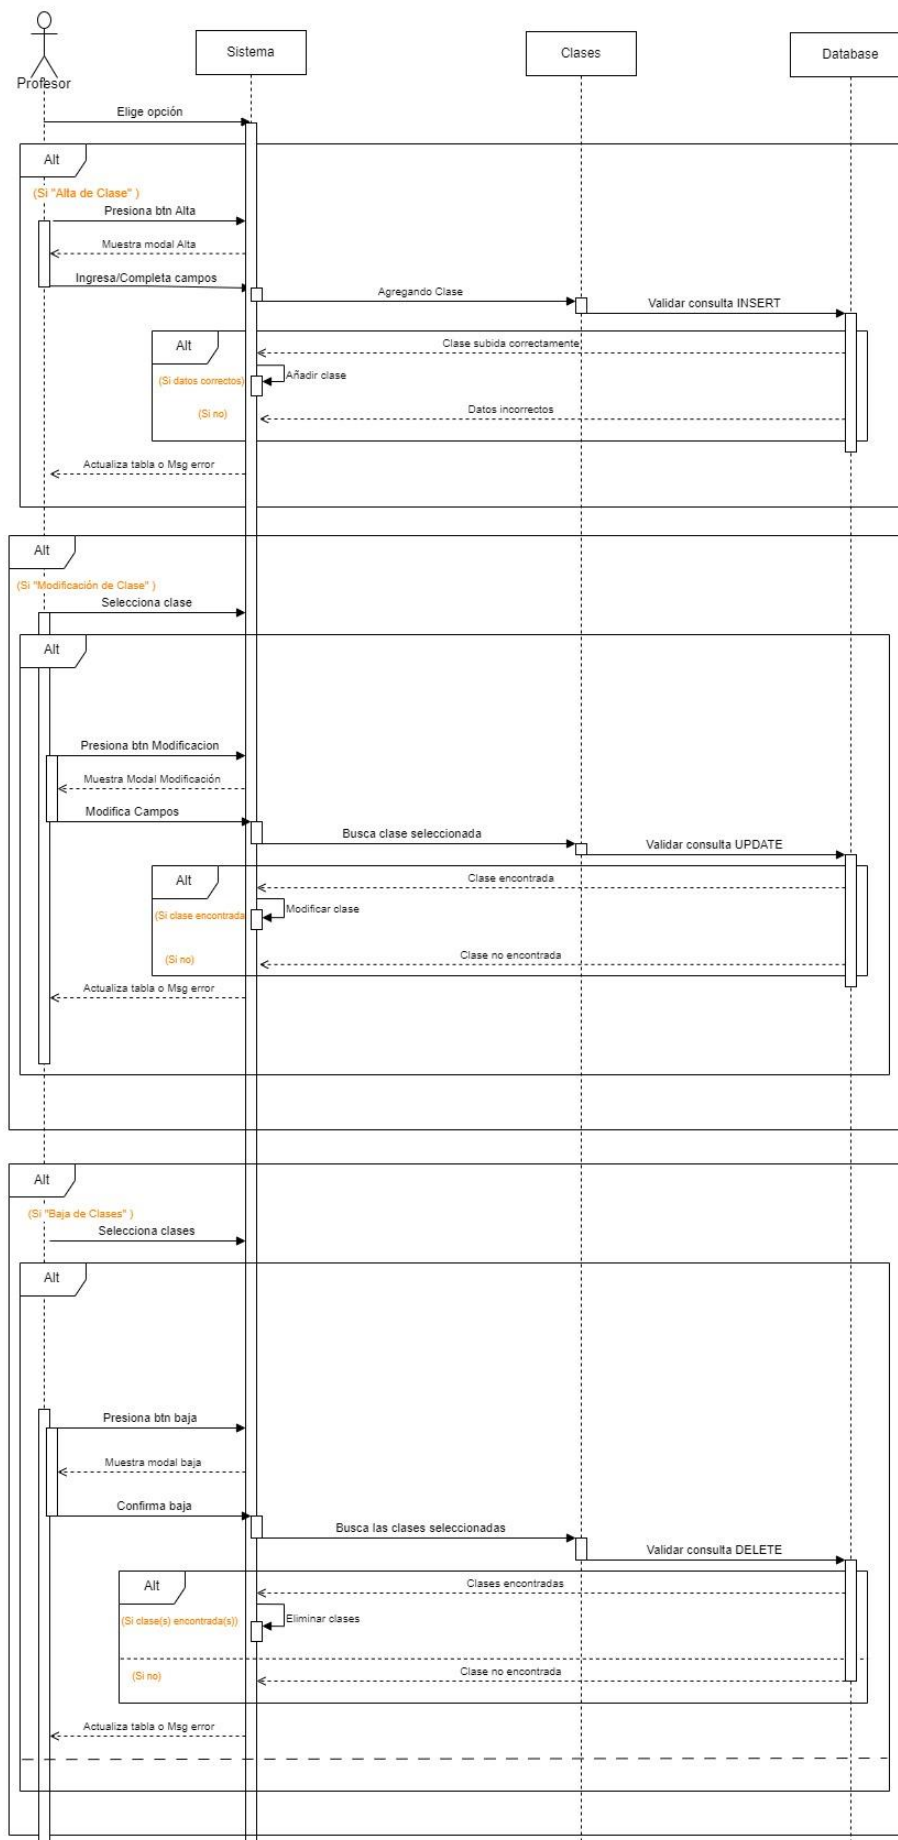 Profesor
Sistema
Clases
Database
Elige opción
Alt
(Si "Alta de Clase" )
Presiona btn Alta
Muestra modal Alta
Ingresa/Completa campos
Agregando Clase
Validar consulta INSERT
Alt
Clase subida correctamente
(Si datos correctos)
Añadir clase
(Si no)
Datos incorrectos
Actualiza tabla o Msg error
Alt
(Si "Modificación de Clase" )
Selecciona clase
Alt
Presiona btn Modificacion
Muestra Modal Modificación
Modifica Campos
Busca clase seleccionada
Validar consulta UPDATE
Alt
Clase encontrada
(Si clase encontrada
Modificar clase
(Si no)
Clase no encontrada
Actualiza tabla o Msg error
Alt
(Si "Baja de Clases" )
Selecciona clases
Alt
Presiona btn baja
Muestra modal baja
Confirma baja
Busca las clases seleccionadas
Validar consulta DELETE
Alt
Clases encontradas
(Si clase(s) encontrada(s))
Eliminar clases
(Si no)
Clase no encontrada
Actualiza tabla o Msg error